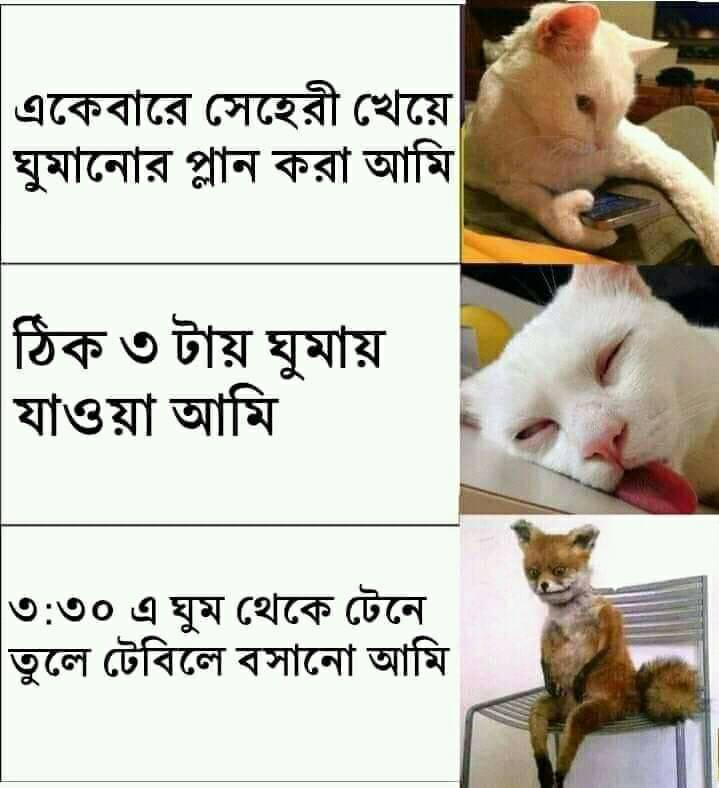 একেবারে সেহেরী খেয়ে
ঘুমানোর প্লান করা আমি
ঠিক ৩ টায় ঘুমায়
যাওয়া আমি
৩:৩০ এ ঘুম থেকে টেনে
তুলে টেবিলে বসানো আমি